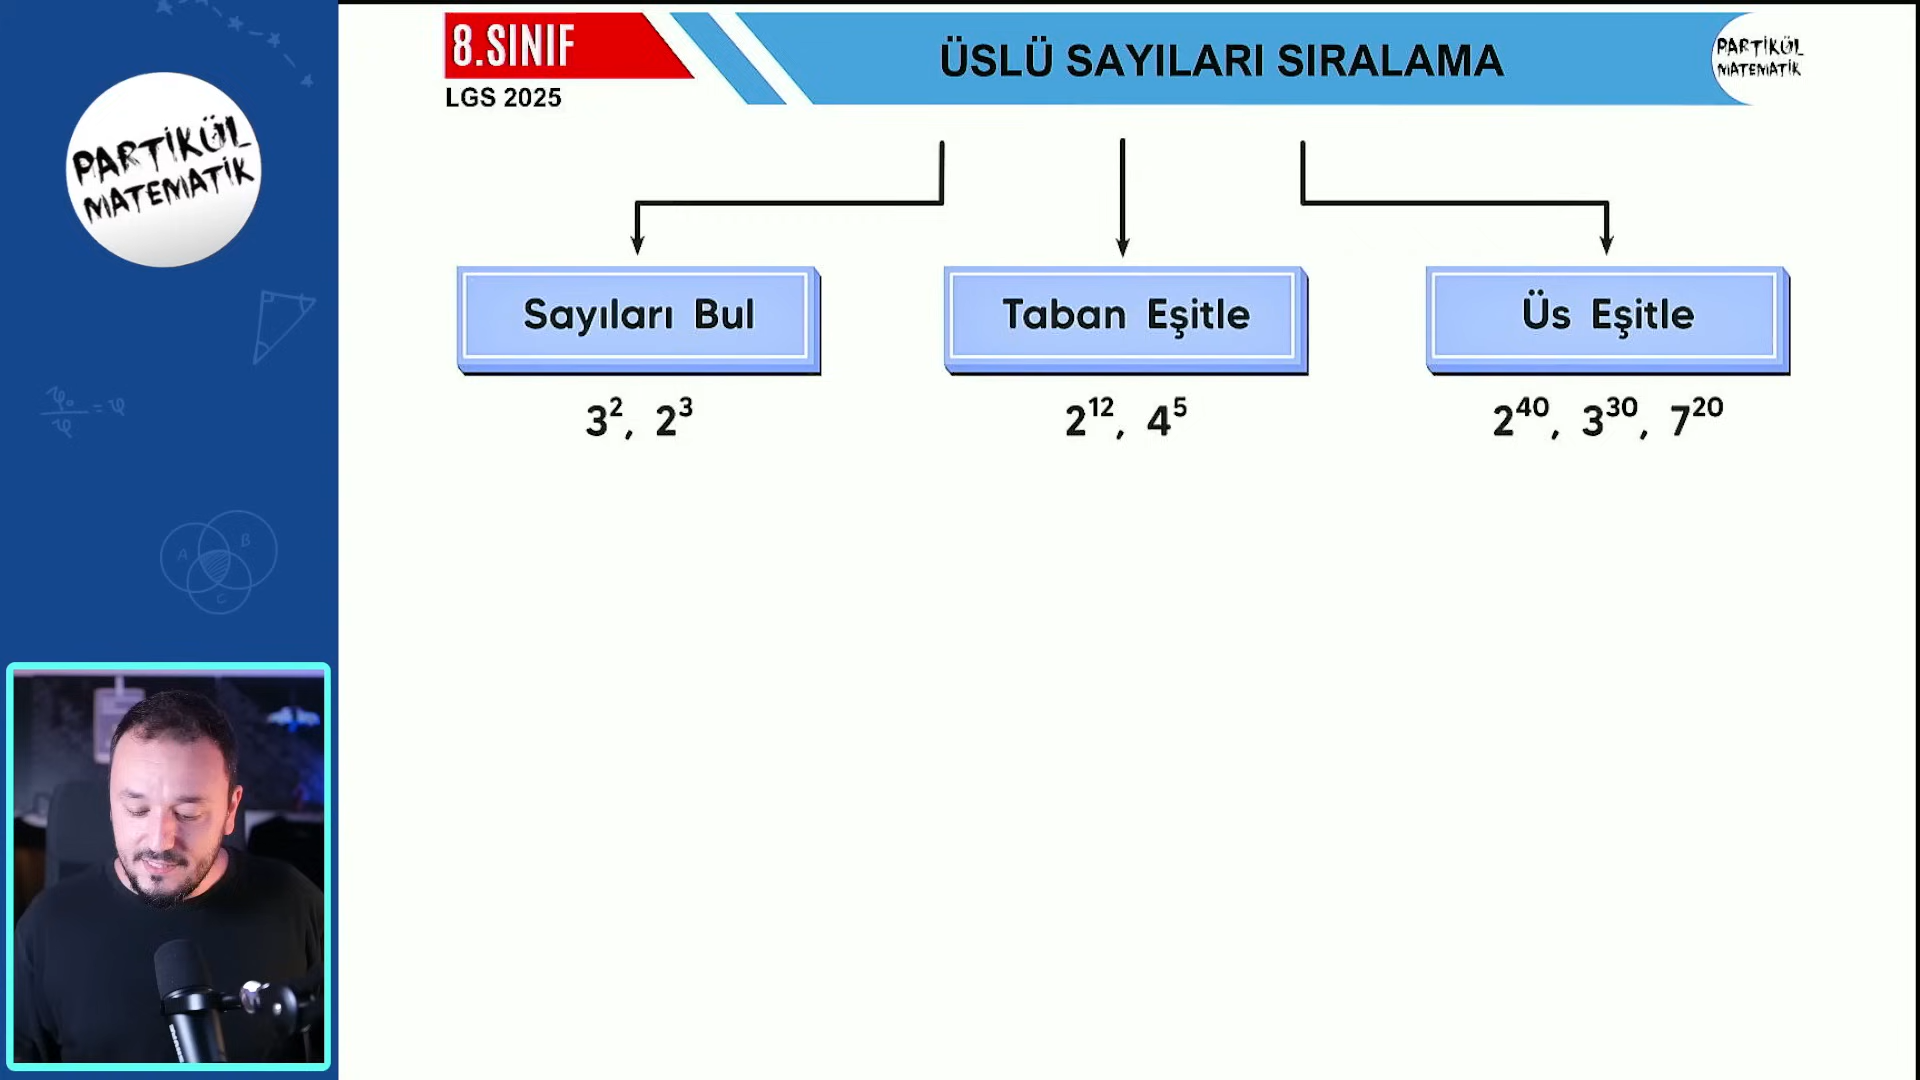 8.SINIF
LGS 2025
ÜSLÜ SAYILARI SIRALAMA
PARTİKÜL
MATEMATİK
PARTİKÜL
MATEMATİK
Sayıları Bul
Taban Eşitle
Üs Eşitle
3², 2³
2¹², 4⁵
2⁴⁰, 3³⁰, 7²⁰
A
B
C